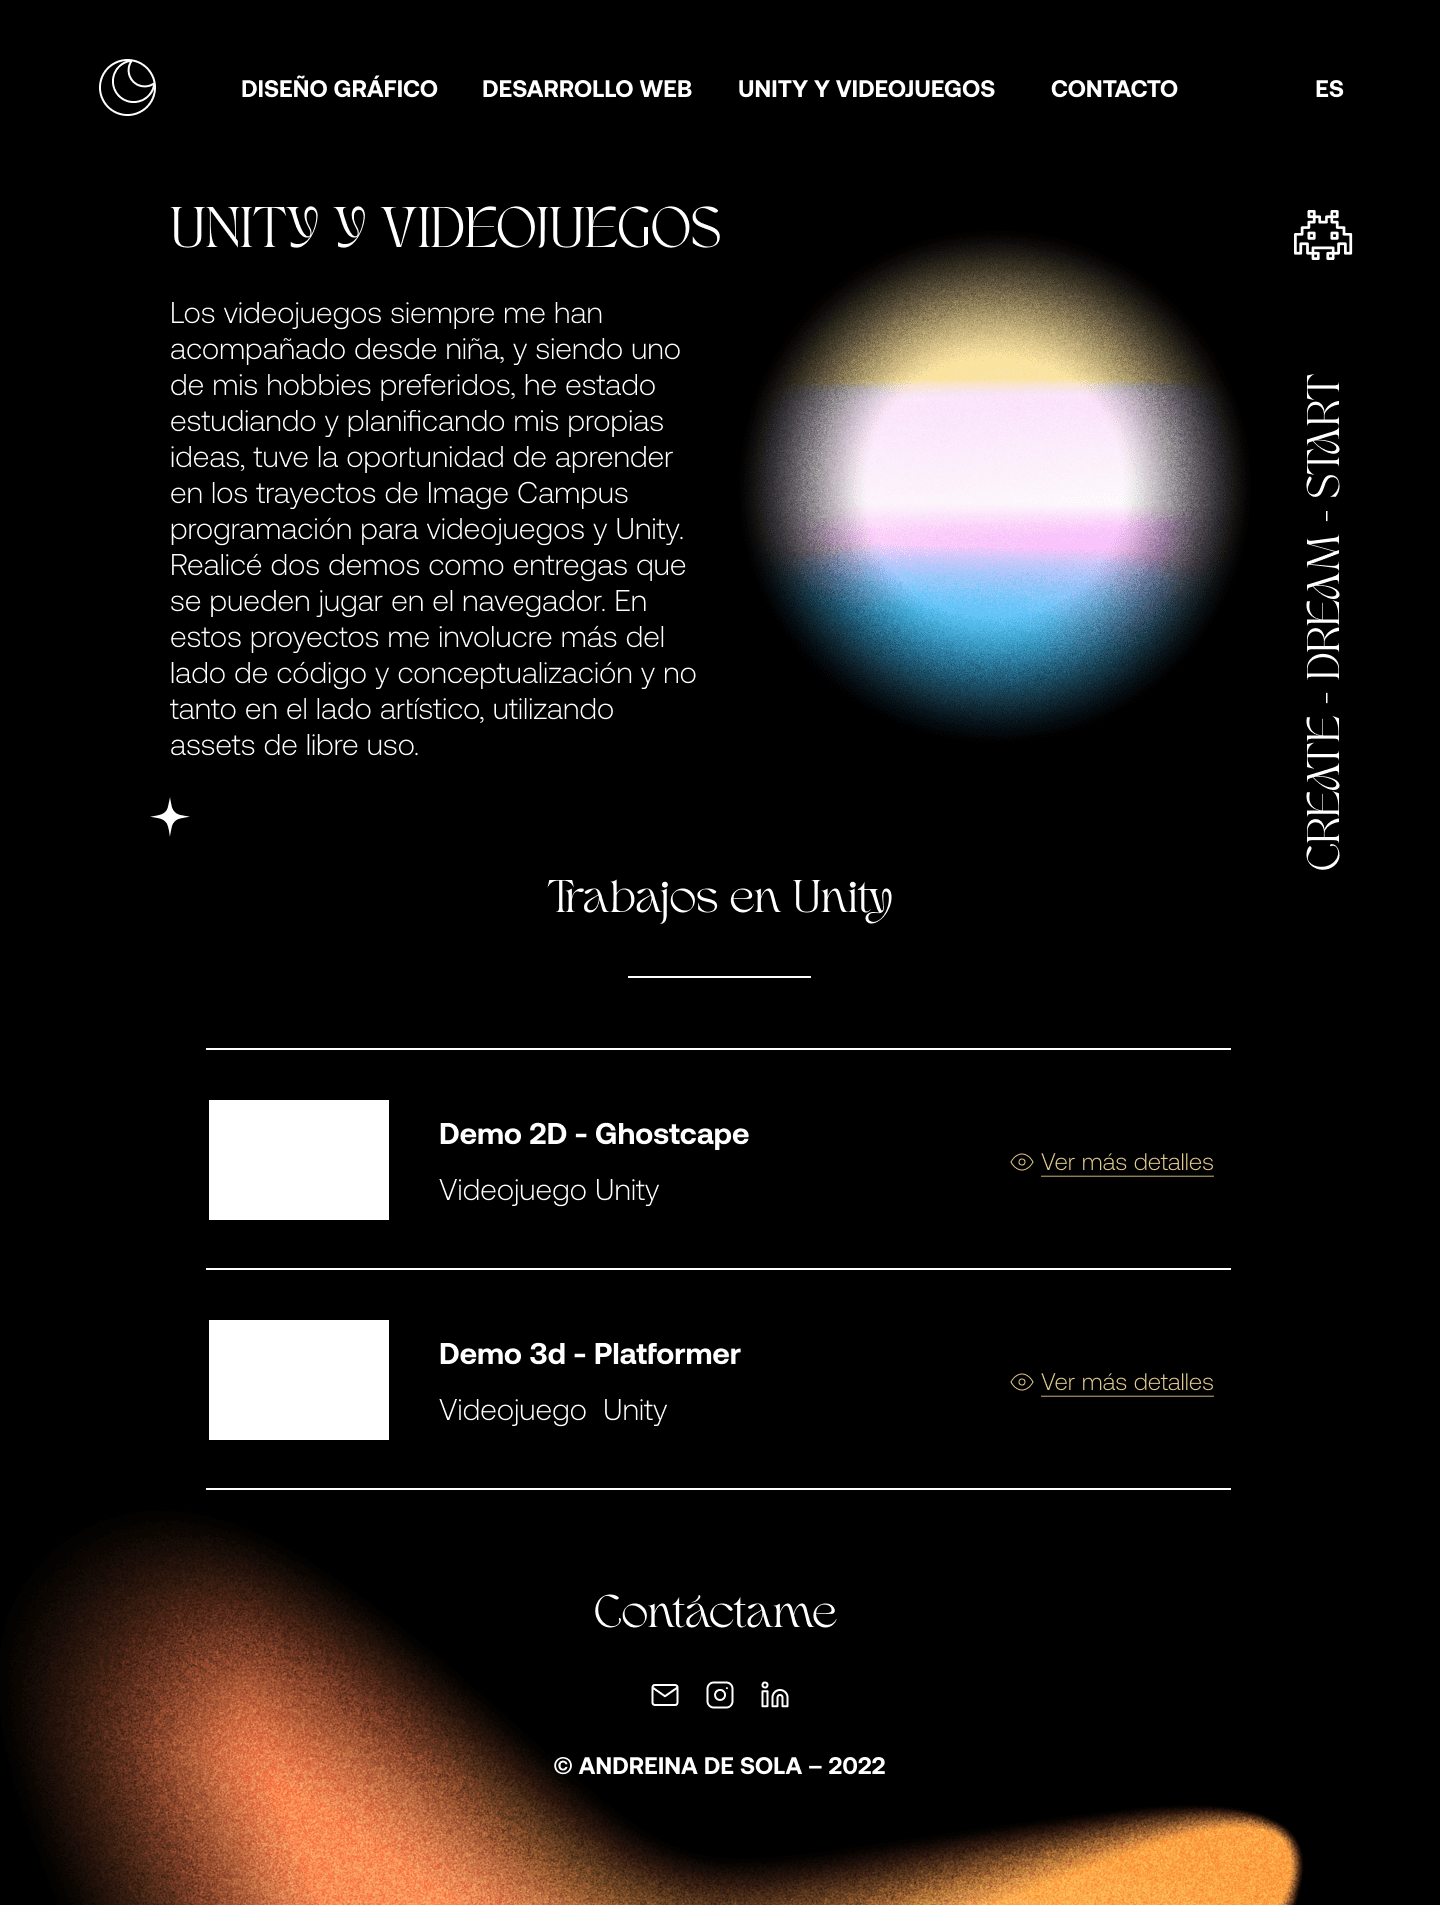 DISEÑO GRÁFICO
DESARROLLO WEB
UNITY Y VIDEOJUEGOS
CONTACTO
ES
UNITY Y VIDEOJUEGOS
Los videojuegos siempre me han
acompañado desde niña, y siendo uno
de mis hobbies preferidos, he estado
estudiando y planificando mis propias
ideas, tuve la oportunidad de aprender
en los trayectos de Image Campus
programación para videojuegos y Unity.
Realicé dos demos como entregas que
se pueden jugar en el navegador. En
estos proyectos me involucre más del
lado de código y conceptualización y no
tanto en el lado artístico, utilizando
assets de libre uso.
CREATE - DREAM - START
Trabajos en Unity
Demo 2D - Ghostcape
Videojuego Unity
Ver más detalles
Demo 3d - Platformer
Videojuego  Unity
Ver más detalles
Contáctame
© ANDREINA DE SOLA – 2022